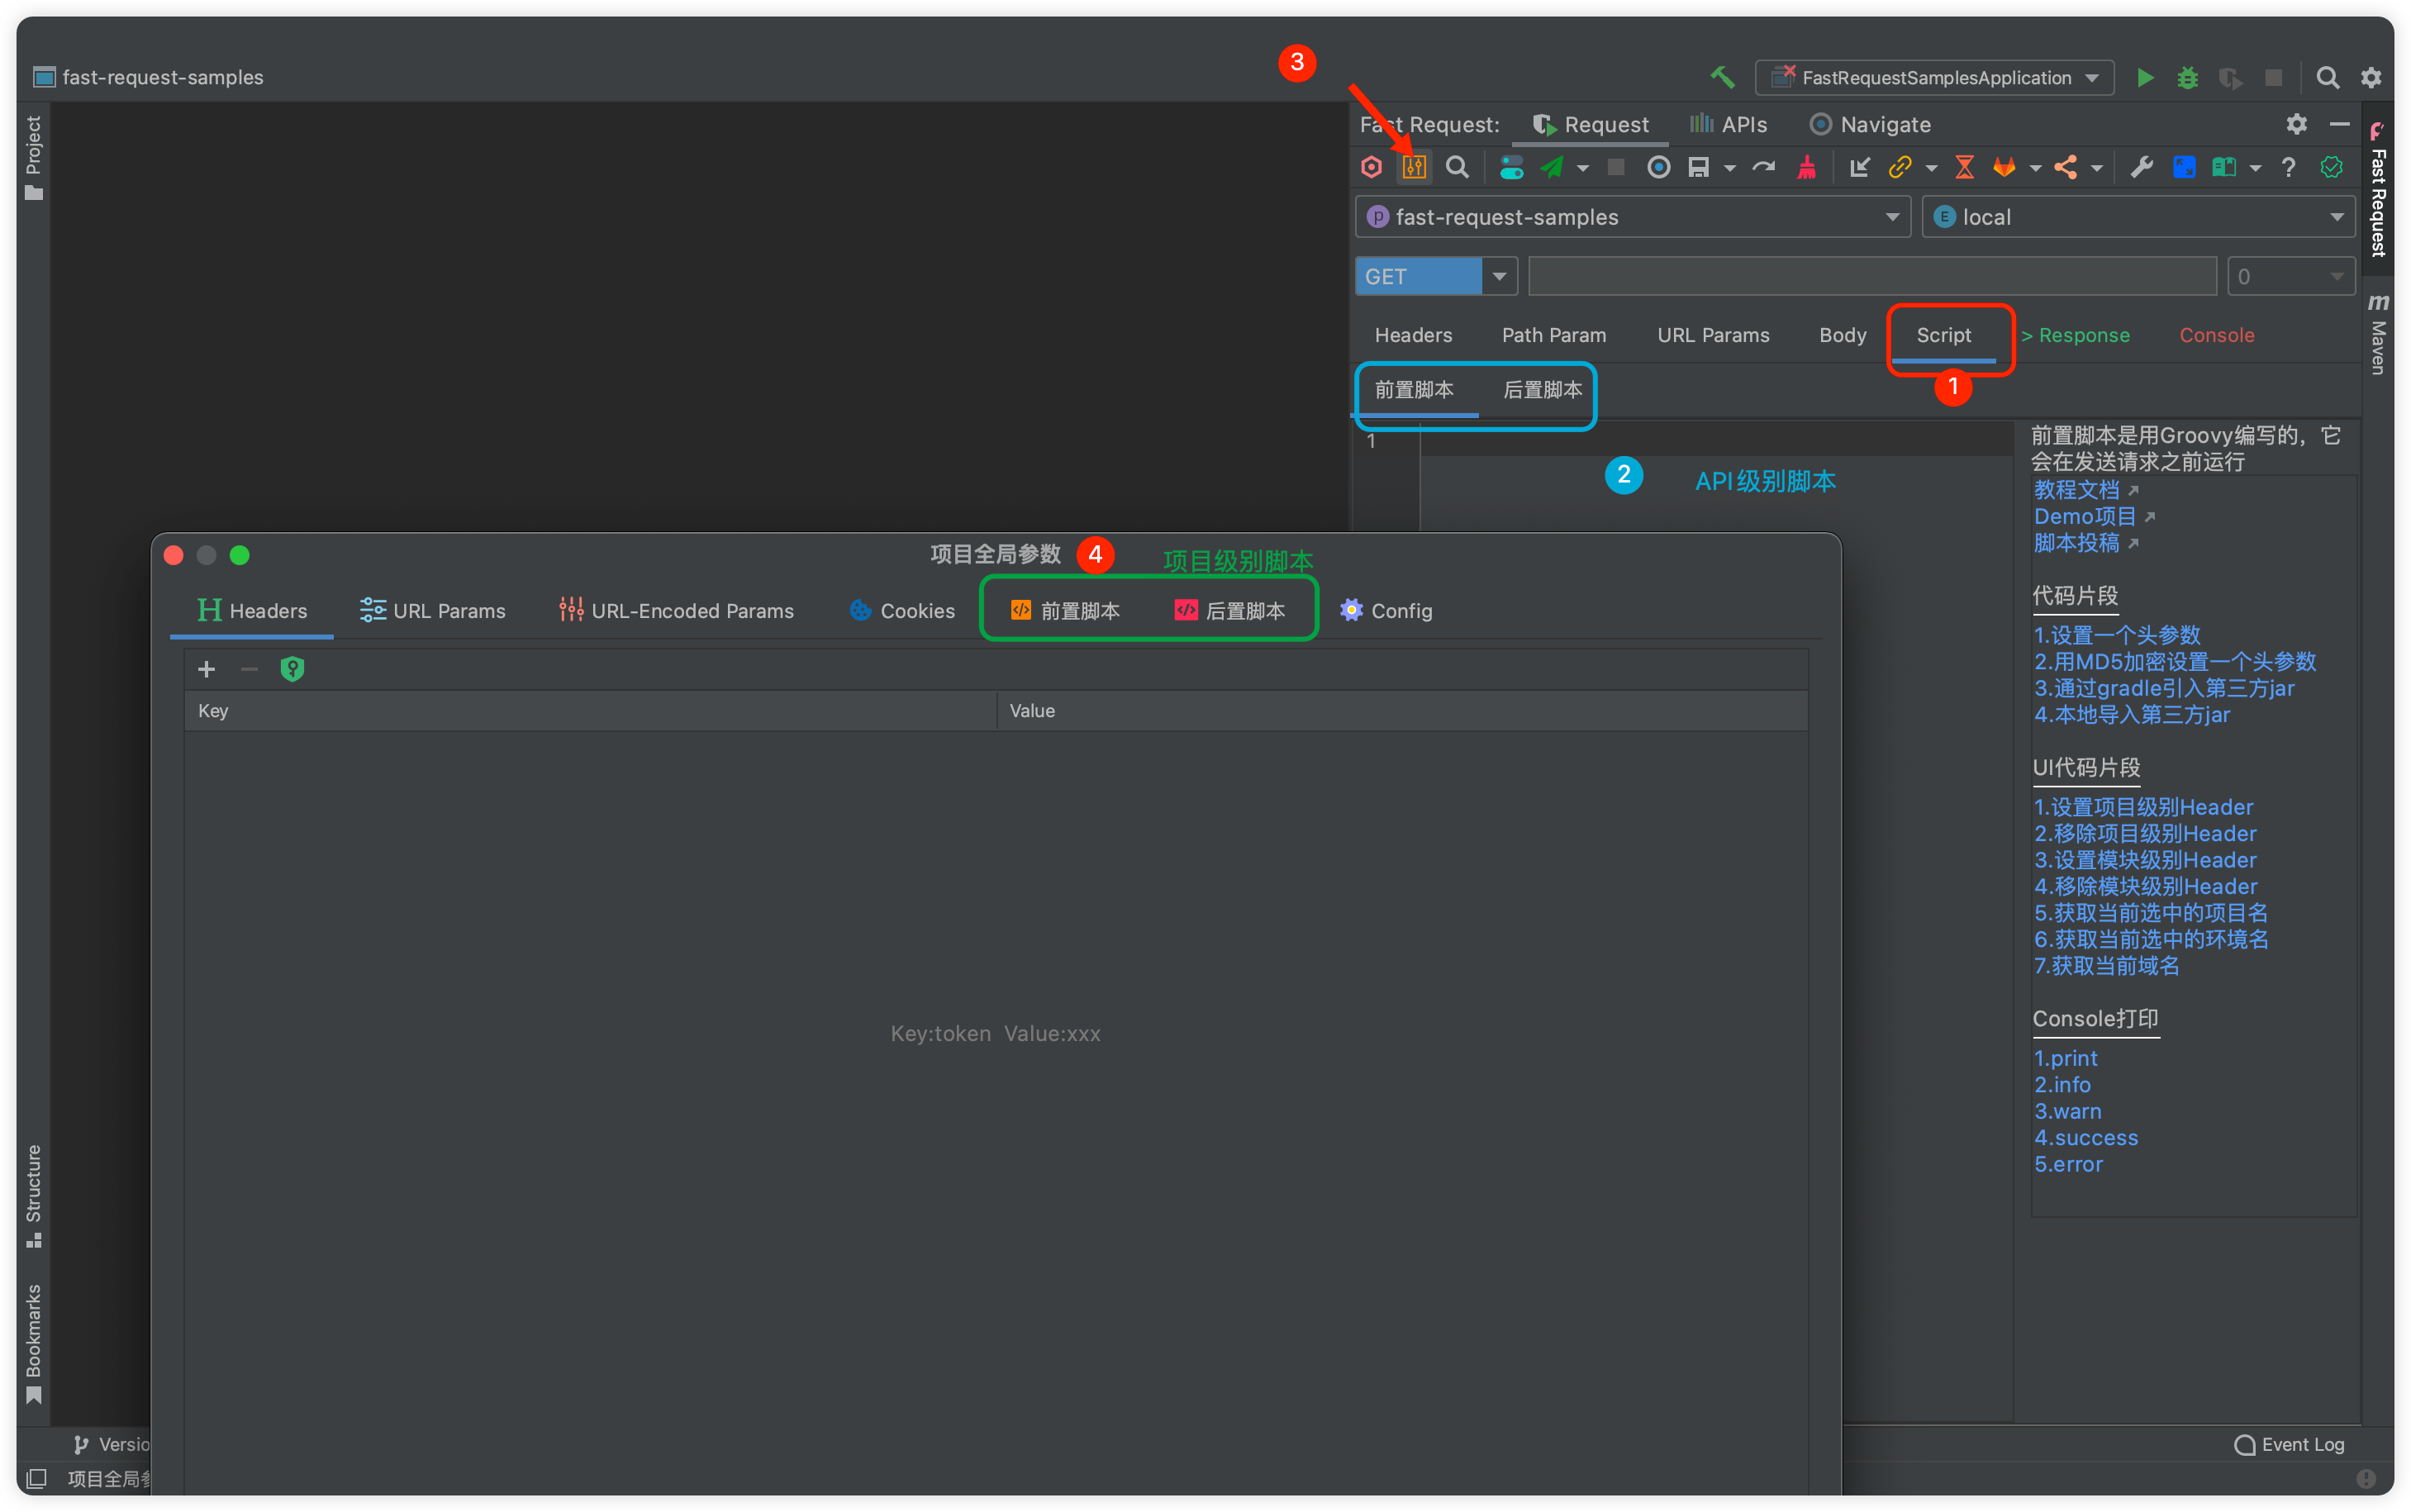 fast-request-samples
3
FastRequestSamplesApplication
Project
Fast Request:
Request
APIs
Navigate
Fast Request
p
fast-request-samples
E
local
GET
0
m
Maven
Headers
Path Param
URL Params
Body
Script
> Response
Console
1
前置脚本
后置脚本
1
2
API级别脚本
前置脚本是用Groovy编写的，它
会在发送请求之前运行
教程文档
Demo项目
脚本投稿
代码片段
1.设置一个头参数
2.用MD5加密设置一个头参数
3.通过gradle引入第三方jar
4.本地导入第三方jar
UI代码片段
1.设置项目级别Header
2.移除项目级别Header
3.设置模块级别Header
4.移除模块级别Header
5.获取当前选中的项目名
6.获取当前选中的环境名
7.获取当前域名
Console打印
1.print
2.info
3.warn
4.success
5.error
项目全局参数
4
项目级别脚本
H Headers
URL Params
URL-Encoded Params
Cookies
前置脚本
后置脚本
Config
Key
Value
Key:token Value:xxx
Structure
Bookmarks
Versio
Event Log
项目全局参